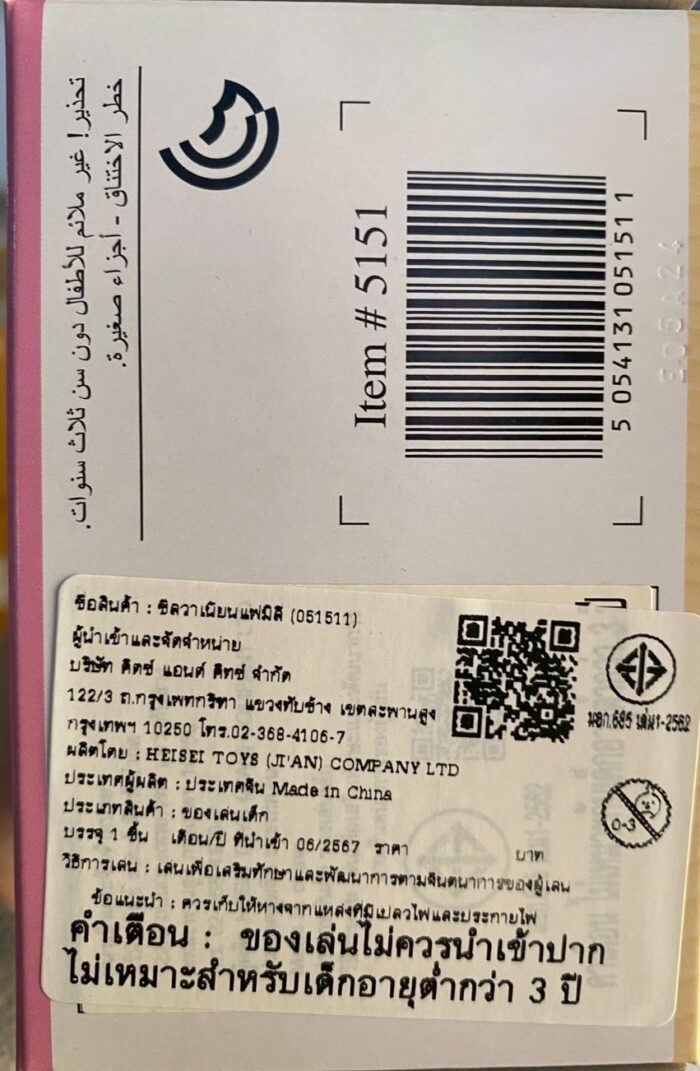 تحذير! غير ملائم للأطفال دون سن ثلاث سنوات.
خطر الاختناق - أجزاء صغيرة.
Item # 5151
5 054131 051511
ชื่อสินค้า : ซิลวาเนียนแฟมิลี (051511)
ผู้นำเข้าและจัดจำหน่าย
บริษัท คิตซ์ แอนด์ คิทซ์ จำกัด
122/3 ถ.กรุงเทพกรีฑา แขวงทับช้าง เขตสะพานสูง
กรุงเทพฯ 10250 โทร.02-368-4106-7
ผลิตโดย : HEISEI TOYS (JI'AN) COMPANY LTD
ประเทศผู้ผลิต : ประเทศจีน Made in China
ประเภทสินค้า : ของเล่นเด็ก
บรรจุ 1 ชิ้น เดือน/ปี ที่นำเข้า 06/2567 ราคา บาท
วิธีการเล่น : เล่นเพื่อเสริมทักษะและพัฒนาการตามจินตนาการของผู้เล่น
ข้อแนะนำ : ควรเก็บให้ห่างจากแหล่งที่มีเปลวไฟและประกายไฟ
คำเตือน : ของเล่นไม่ควรนำเข้าปาก
ไม่เหมาะสำหรับเด็กอายุต่ำกว่า 3 ปี
มอก.685 เล่ม1-2562
0-3